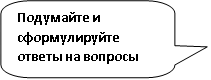 Подумайте и
сформулируйте
ответы на вопросы